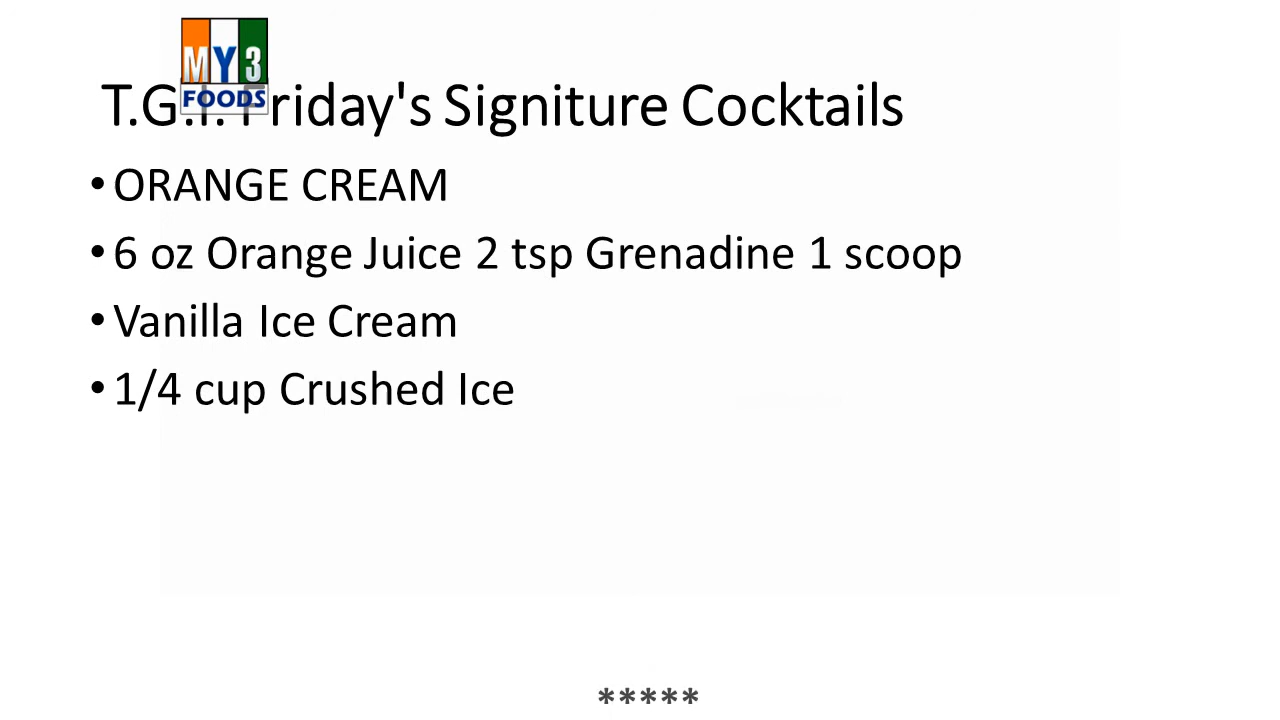 MY3
FOODS
T.G.I. Friday's Signiture Cocktails
• ORANGE CREAM
• 6 oz Orange Juice 2 tsp Grenadine 1 scoop
• Vanilla Ice Cream
• 1/4 cup Crushed Ice
*****